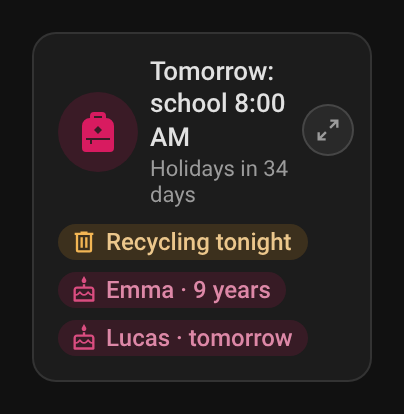 Tomorrow:
school 8:00
AM
Holidays in 34
days
Recycling tonight
Emma · 9 years
Lucas · tomorrow